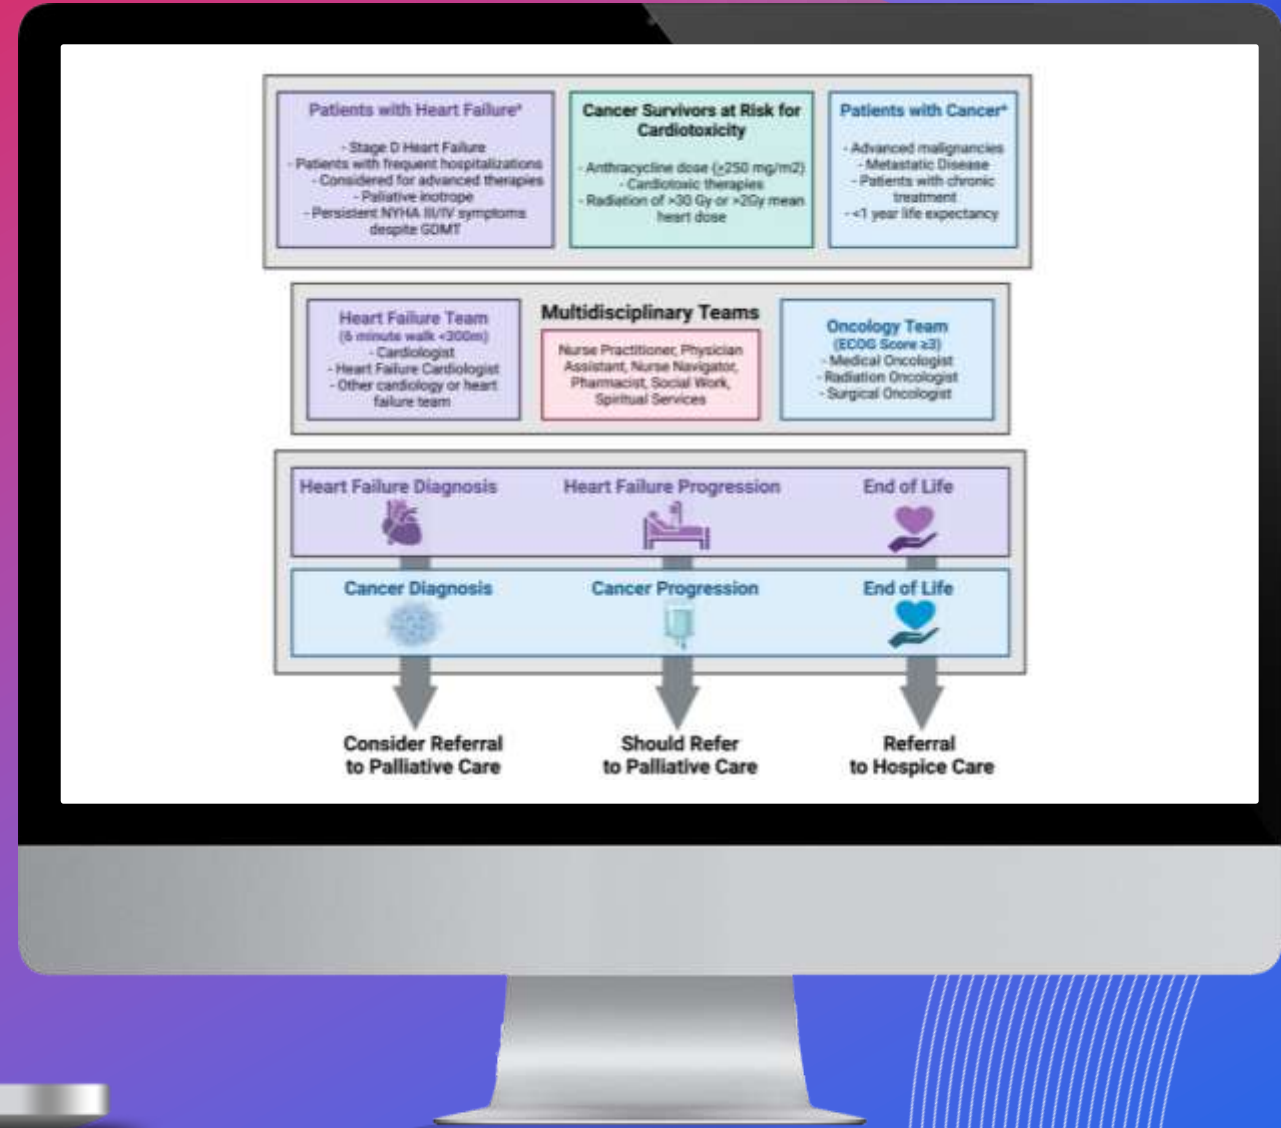 Patients with Heart Failure*
- Stage D Heart Failure
- Patients with frequent hospitalizations
- Considered for advanced therapies
- Paliative inotrope
- Persistent NYHA III/IV symptoms
despite GDMT
Cancer Survivors at Risk for
Cardiotoxicity
- Anthracycline dose (≥250 mg/m2)
- Cardiotoxic therapies
- Radiation of >30 Gy or >2Gy mean
heart dose
Patients with Cancer*
- Advanced malignancies
- Metastatic Disease
- Patients with chronic
treatment
- <1 year life expectancy
Heart Failure Team
(6 minute walk <300m)
- Cardiologist
- Heart Failure Cardiologist
- Other cardiology or heart
failure team
Multidisciplinary Teams
Nurse Practitioner, Physician
Assistant, Nurse Navigator,
Pharmacist, Social Work,
Spiritual Services
Oncology Team
(ECOG Score ≥3)
- Medical Oncologist
- Radiation Oncologist
- Surgical Oncologist
Heart Failure Diagnosis
Heart Failure Progression
End of Life
Cancer Diagnosis
Cancer Progression
End of Life
Consider Referral
to Palliative Care
Should Refer
to Palliative Care
Referral
to Hospice Care